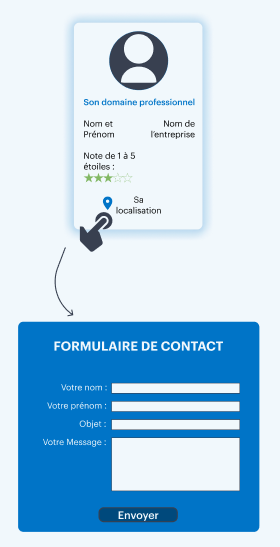 Son domaine professionnel
Nom et Nom de
Prénom l'entreprise
Note de 1 à 5
étoiles :
Sa
localisation
FORMULAIRE DE CONTACT
Votre nom :
Votre prénom :
Objet :
Votre Message :
Envoyer